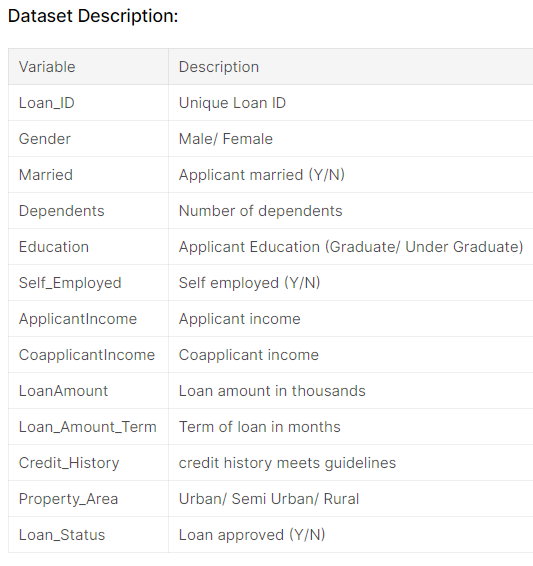 Dataset Description:
Variable Description
Loan_ID Unique Loan ID
Gender Male/ Female
Married Applicant married (Y/N)
Dependents Number of dependents
Education Applicant Education (Graduate/ Under Graduate)
Self_Employed Self employed (Y/N)
ApplicantIncome Applicant income
CoapplicantIncome Coapplicant income
LoanAmount Loan amount in thousands
Loan_Amount_Term Term of loan in months
Credit_History credit history meets guidelines
Property_Area Urban/ Semi Urban/ Rural
Loan_Status Loan approved (Y/N)